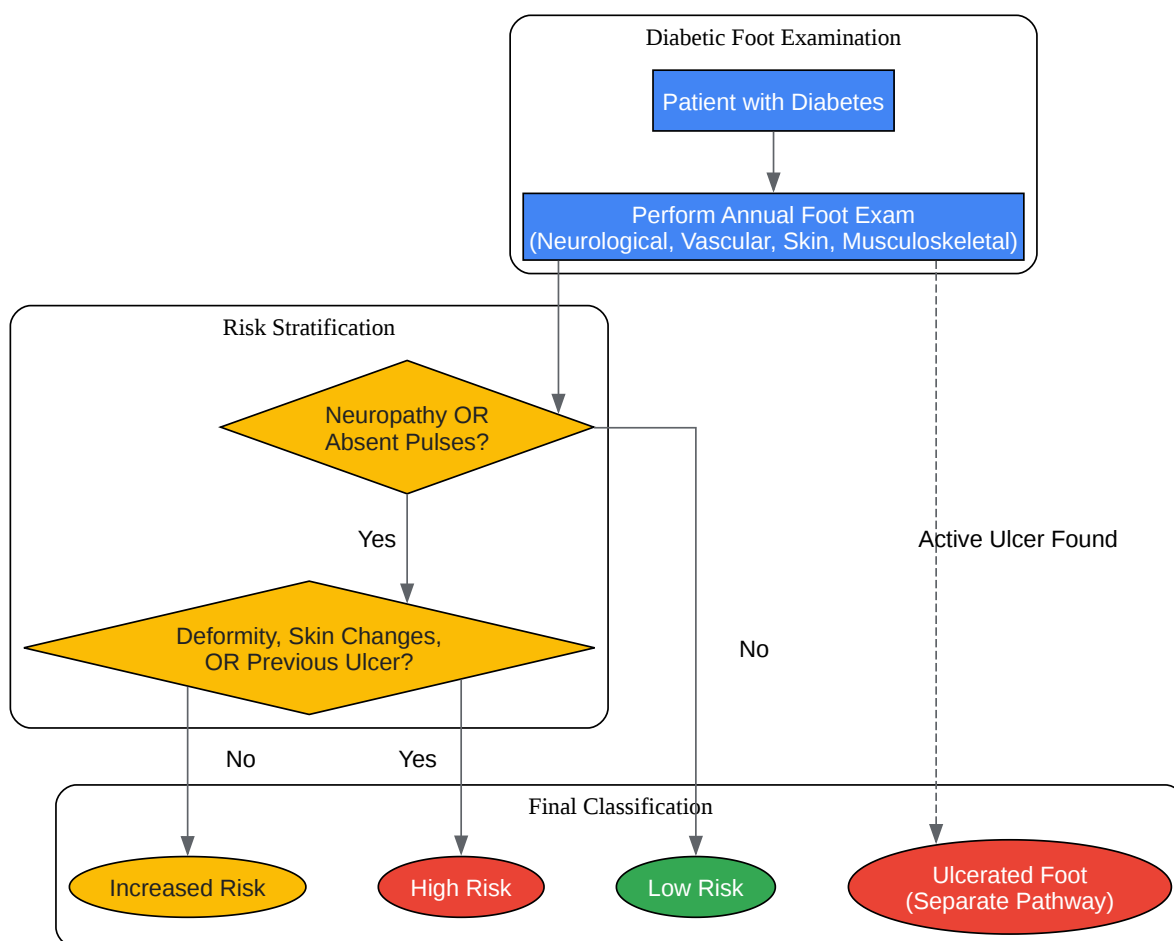 Diabetic Foot Examination
Patient with Diabetes
Perform Annual Foot Exam
(Neurological, Vascular, Skin, Musculoskeletal)
Risk Stratification
Neuropathy OR
Absent Pulses?
Yes
Active Ulcer Found
Deformity, Skin Changes,
OR Previous Ulcer?
No
No
Yes
Final Classification
Increased Risk
High Risk
Low Risk
Ulcerated Foot
(Separate Pathway)